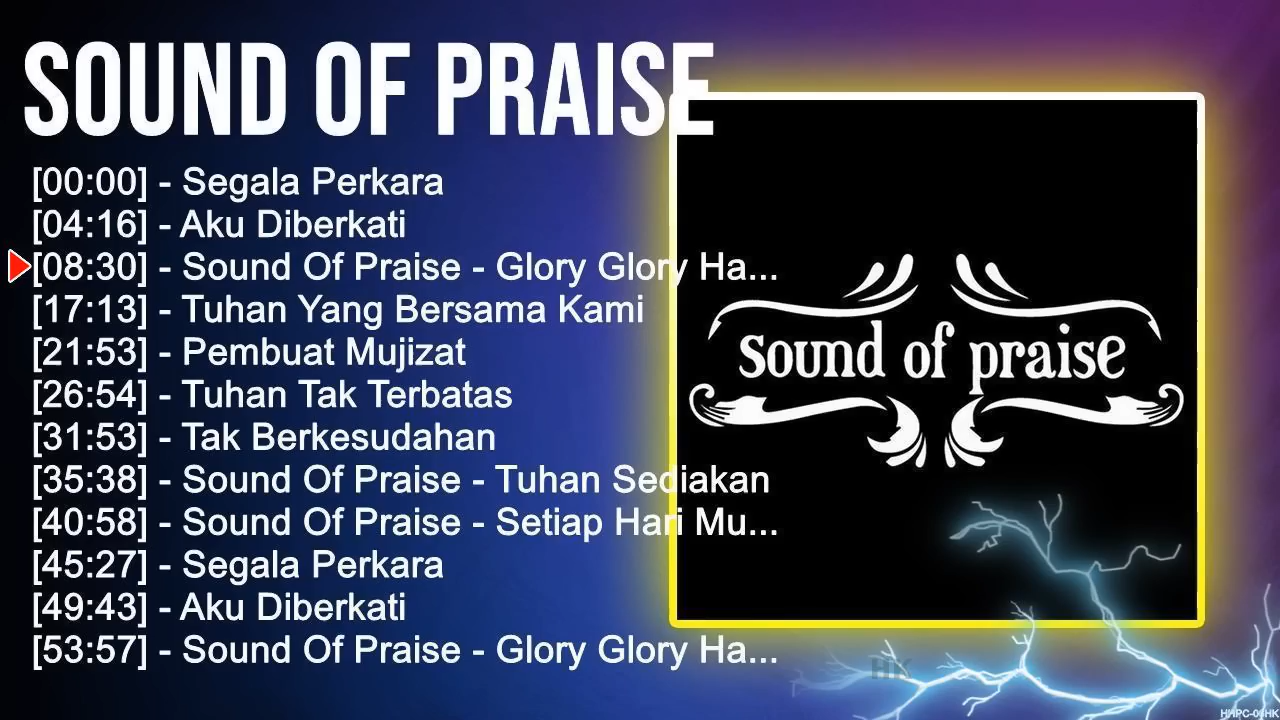 SOUND OF PRAISE
[00:00] - Segala Perkara
[04:16] - Aku Diberkati
[08:30] - Sound Of Praise - Glory Glory Ha...
[17:13] - Tuhan Yang Bersama Kami
[21:53] - Pembuat Mujizat
[26:54] - Tuhan Tak Terbatas
[31:53] - Tak Berkesudahan
[35:38] - Sound Of Praise - Tuhan Sediakan
[40:58] - Sound Of Praise - Setiap Hari Mu...
[45:27] - Segala Perkara
[49:43] - Aku Diberkati
[53:57] - Sound Of Praise - Glory Glory Ha...
sound of praise
HK